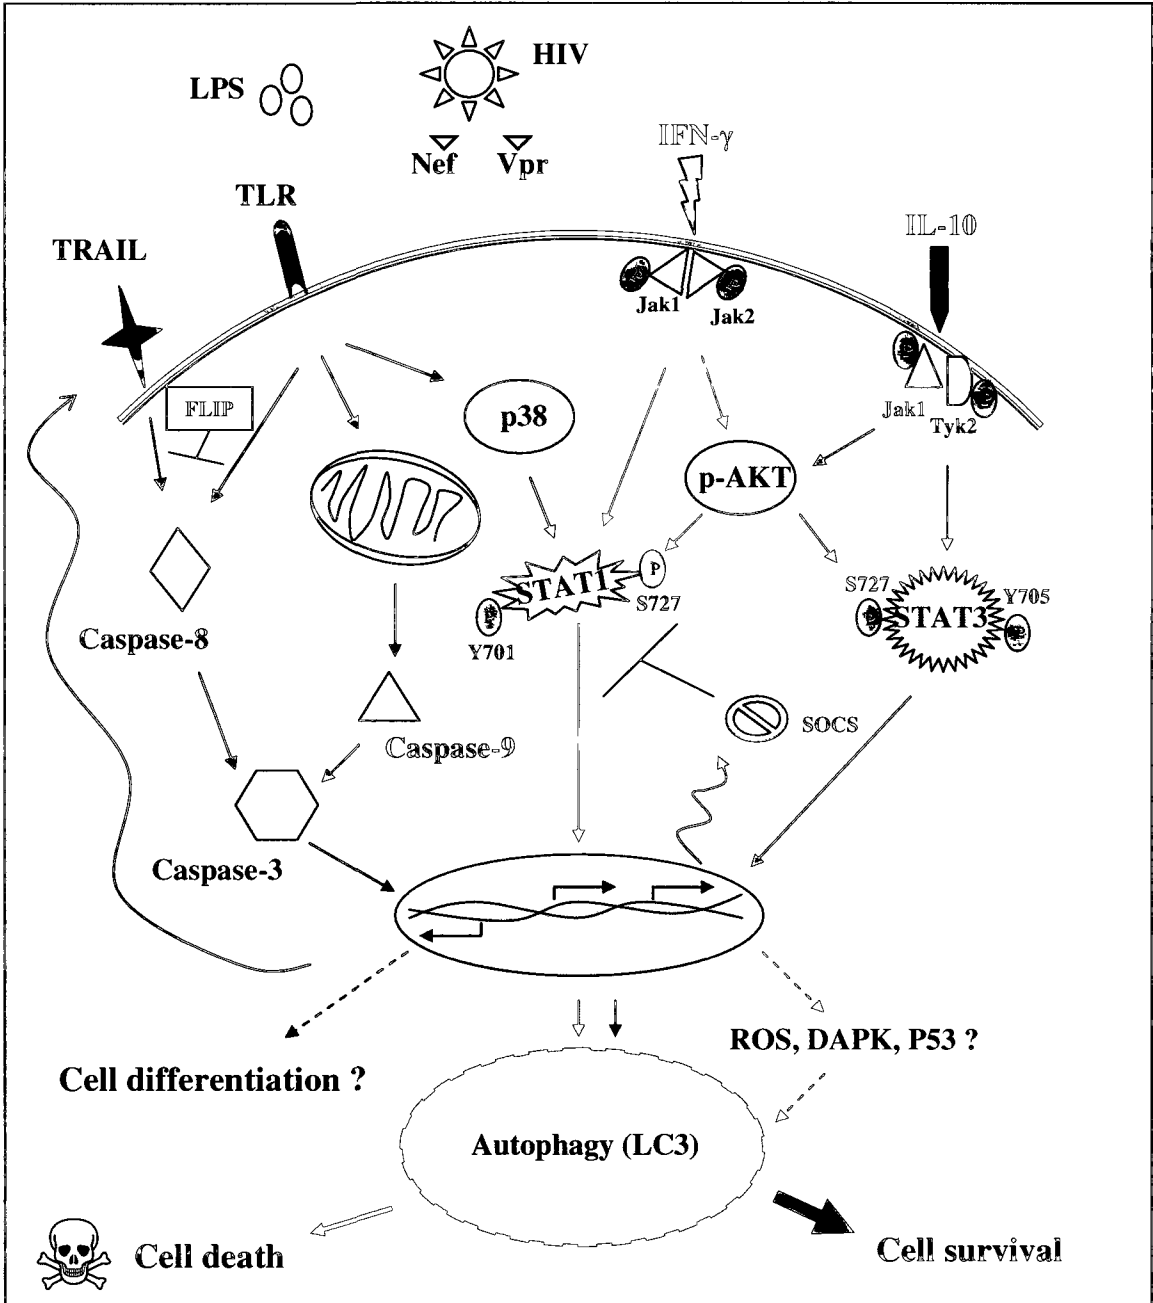 HIV
LPS
Nef Vpr
IFN-γ
TLR
IL-10
TRAIL
Jak1
Jak2
FLIP
p38
Jak1
Tyk2
p-AKT
STAT1
P
S727
Y701
S727
Y705
STAT3
P
P
Caspase-8
SOCS
Caspase-9
Caspase-3
ROS, DAPK, P53 ?
Cell differentiation ?
Autophagy (LC3)
Cell death
Cell survival